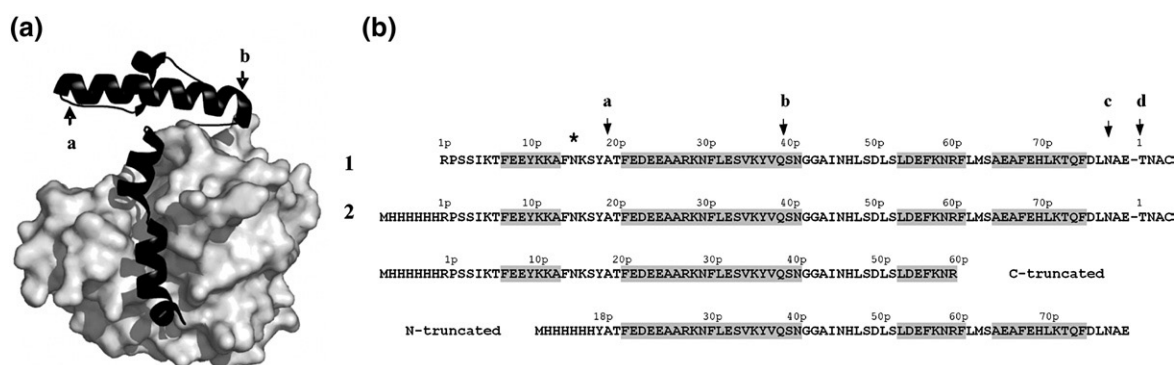 (a)
b
a
(b)
a b c d
*
1p 10p 20p 30p 40p 50p 60p 70p 1
1 RPSSIKTFEEYKKAFNKSYATFEDEEAARKNFLESVKYVQSNGGAINHLSDLSLDEFKNRFLMSAEAFEHLKTQFDLNAE-TNAC
1p 10p 20p 30p 40p 50p 60p 70p 1
2 MHHHHHHRPSSIKTFEEYKKAFNKSYATFEDEEAARKNFLESVKYVQSNGGAINHLSDLSLDEFKNRFLMSAEAFEHLKTQFDLNAE-TNAC
1p 10p 20p 30p 40p 50p 60p
MHHHHHHRPSSIKTFEEYKKAFNKSYATFEDEEAARKNFLESVKYVQSNGGAINHLSDLSLDEFKNR C-truncated
18p 30p 40p 50p 60p 70p
N-truncated MHHHHHHYATFEDEEAARKNFLESVKYVQSNGGAINHLSDLSLDEFKNRFLMSAEAFEHLKTQFDLNAE